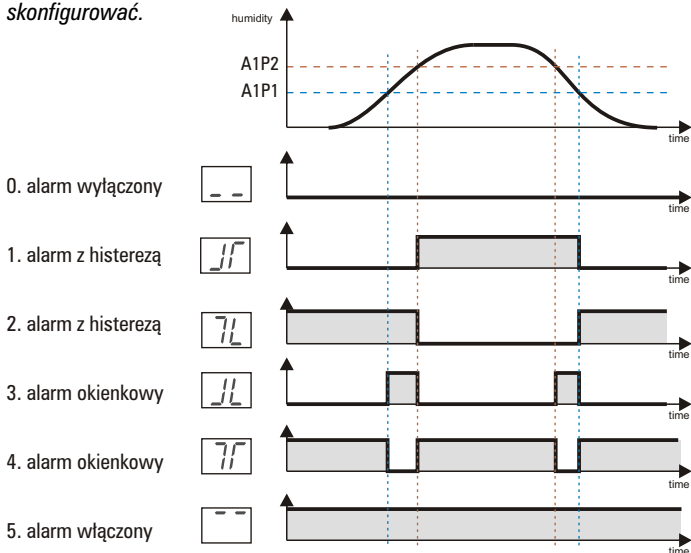 skonfigurować.
humidity
A1P2
A1P1
time
0. alarm wyłączony
time
1. alarm z histerezą
time
2. alarm z histerezą
time
3. alarm okienkowy
time
4. alarm okienkowy
time
5. alarm włączony
time